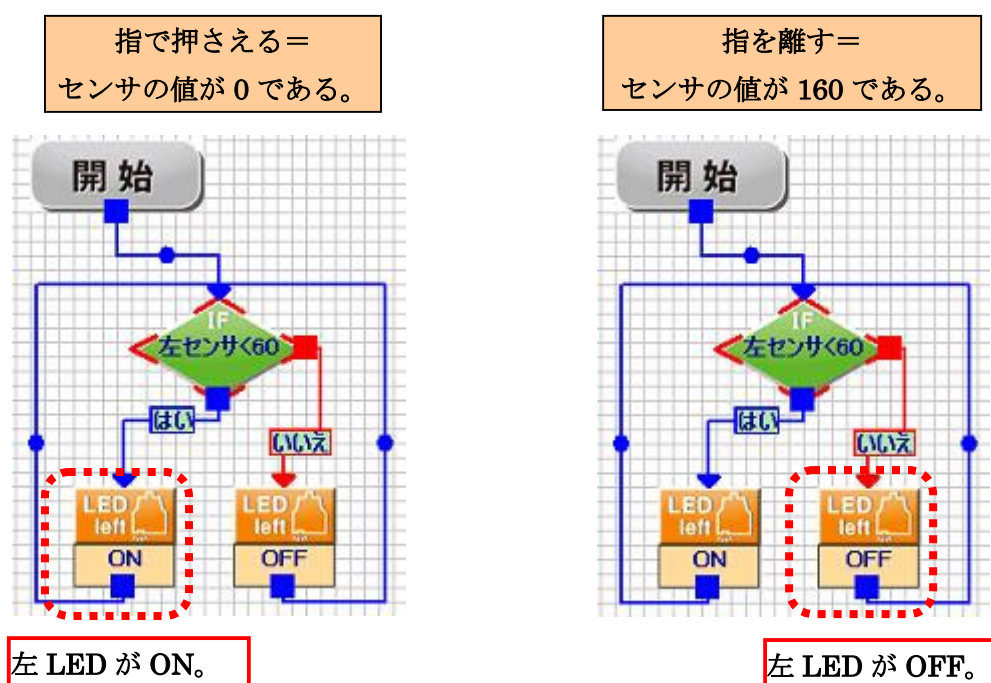 指で押さえる＝
センサの値が 0 である。
開始
IF
左センサ<60
はい
いいえ
LED
left
ON
LED
left
OFF
左 LED が ON。
指を離す＝
センサの値が 160 である。
開始
IF
左センサ<60
はい
いいえ
LED
left
ON
LED
left
OFF
左 LED が OFF。